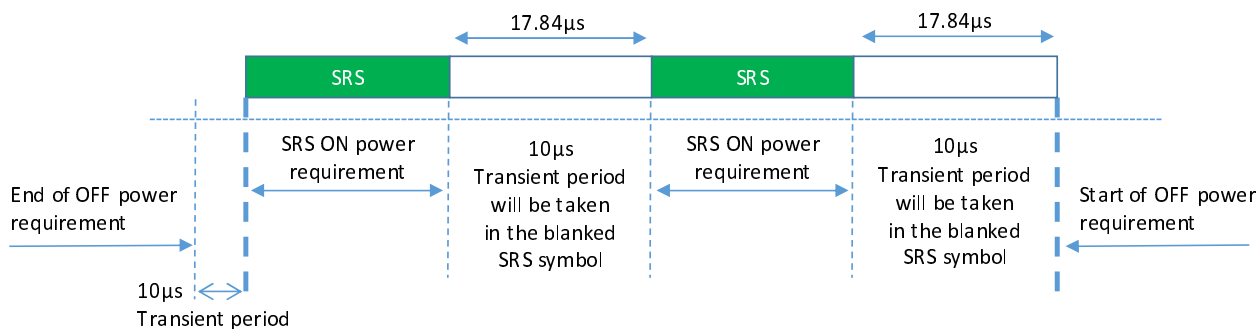 17.84µs
17.84µs
SRS
SRS
SRS ON power
requirement
10µs
Transient period
will be taken
in the blanked
SRS symbol
SRS ON power
requirement
10µs
Transient period
will be taken
in the blanked
SRS symbol
End of OFF power
requirement
Start of OFF power
requirement
10µs
Transient period